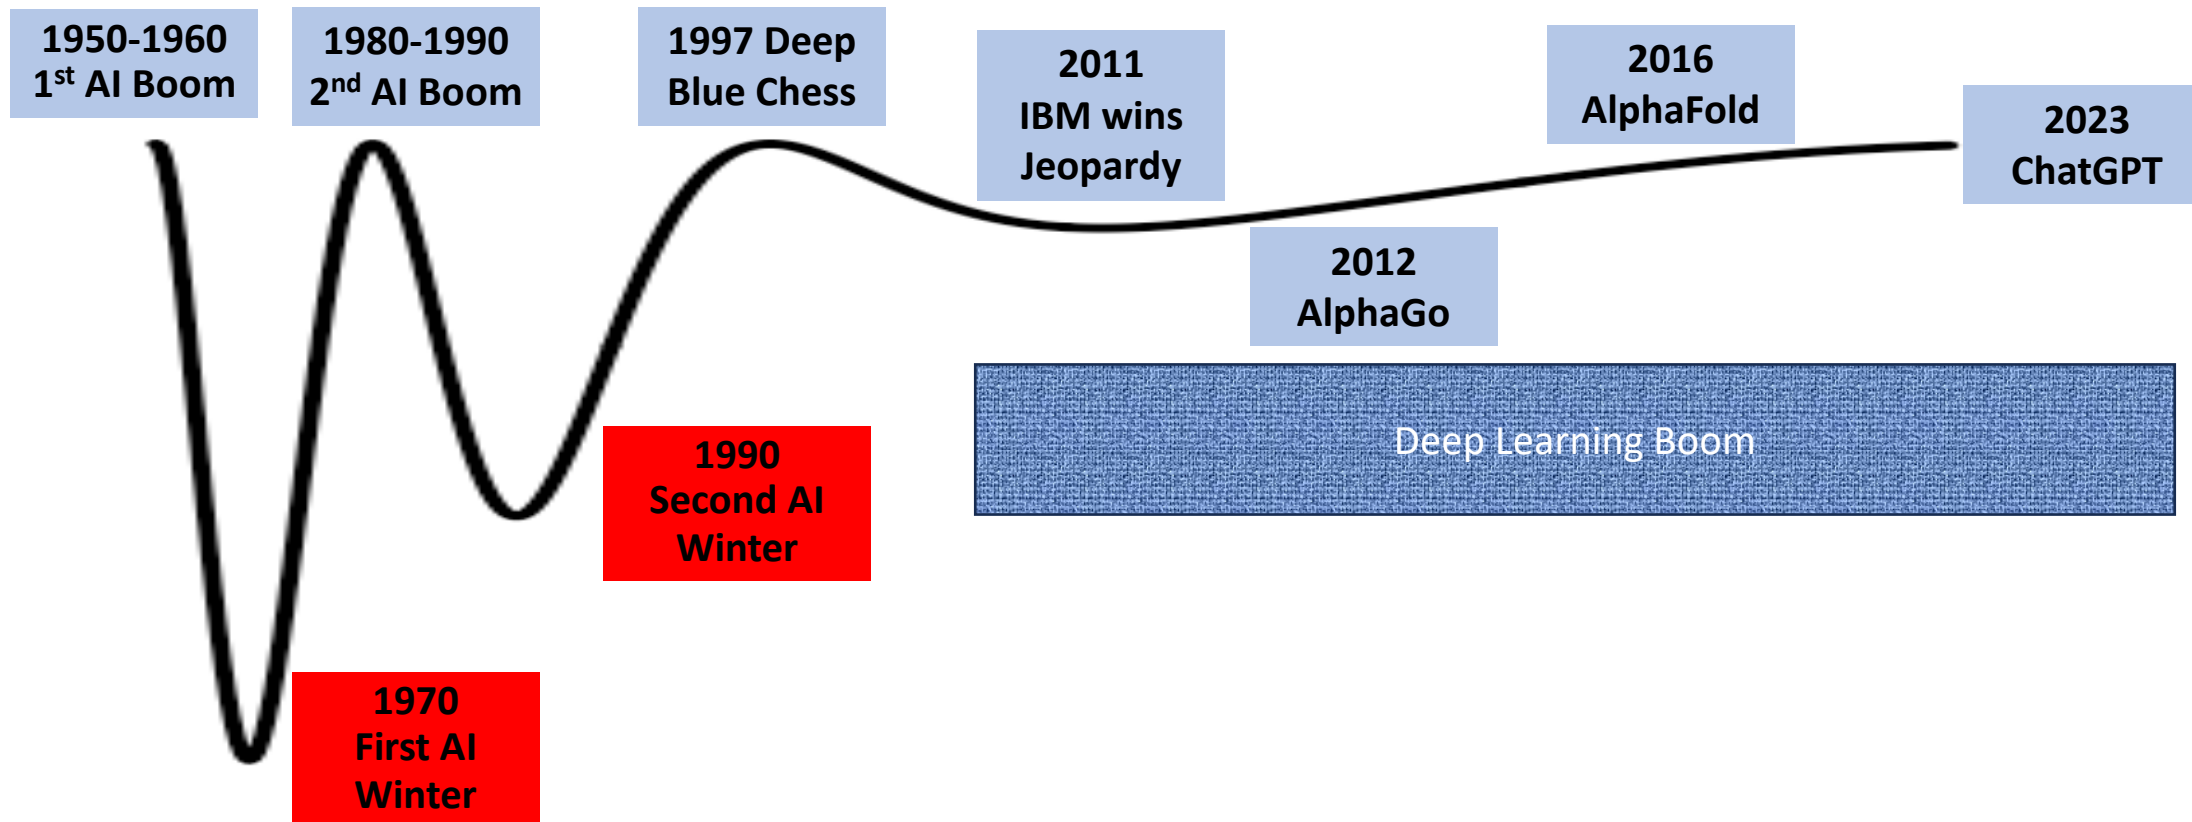 1950-1960
1st AI Boom
1980-1990
2nd AI Boom
1997 Deep
Blue Chess
2011
IBM wins
Jeopardy
2016
AlphaFold
2023
ChatGPT
2012
AlphaGo
Deep Learning Boom
1990
Second AI
Winter
1970
First AI
Winter